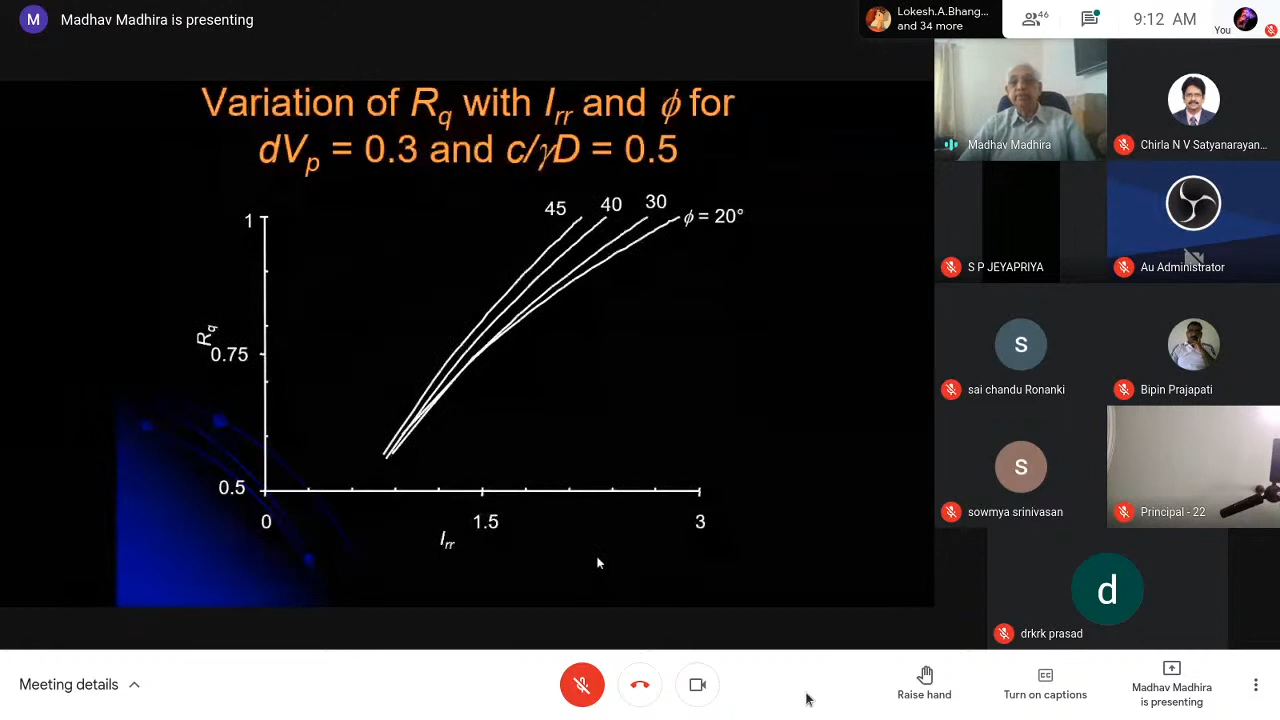 M Madhav Madhira is presenting
Lokesh.A.Bhang...
and 34 more
46
9:12 AM
You
Variation of Rq with Irr and ϕ for
dVp = 0.3 and c/γD = 0.5
45 40 30 ϕ = 20°
1
Rq
0.75
0.5
0 1.5 3
Irr
Madhav Madhira
Chirla N V Satyanarayan...
S P JEYAPRIYA
Au Administrator
s
sai chandu Ronanki
Bipin Prajapati
s
sowmya srinivasan
Principal - 22
d
drkrk prasad
Meeting details
Raise hand
Turn on captions
Madhav Madhira
is presenting